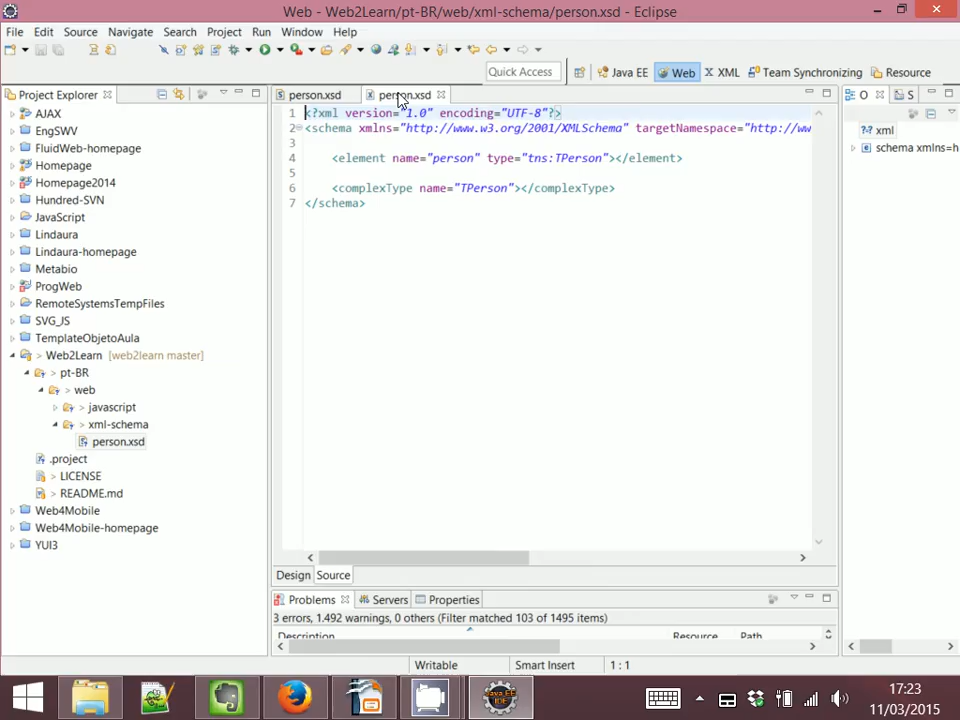 Web - Web2Learn/pt-BR/web/xml-schema/person.xsd - Eclipse
File Edit Source Navigate Search Project Run Window Help
Quick Access Java EE Web XML Team Synchronizing Resource
Project Explorer
AJAX
EngSWV
FluidWeb-homepage
Homepage
Homepage2014
Hundred-SVN
JavaScript
Lindaura
Lindaura-homepage
Metabio
ProgWeb
RemoteSystemsTempFiles
SVG_JS
TemplateObjetoAula
> Web2Learn [web2learn master]
> pt-BR
> web
> javascript
> xml-schema
person.xsd
.project
> LICENSE
> README.md
Web4Mobile
Web4Mobile-homepage
YUI3
person.xsd person.xsd
1 <?xml version="1.0" encoding="UTF-8"?>
2 <schema xmlns="http://www.w3.org/2001/XMLSchema" targetNamespace="http://ww
3
4 <element name="person" type="tns:TPerson"></element>
5
6 <complexType name="TPerson"></complexType>
7 </schema>
Design Source
O S
xml
schema xmlns=h
Problems Servers Properties
3 errors, 1.492 warnings, 0 others (Filter matched 103 of 1495 items)
Description Resource Path
Writable Smart Insert 1 : 1
Java EE
IDE
17:23
11/03/2015